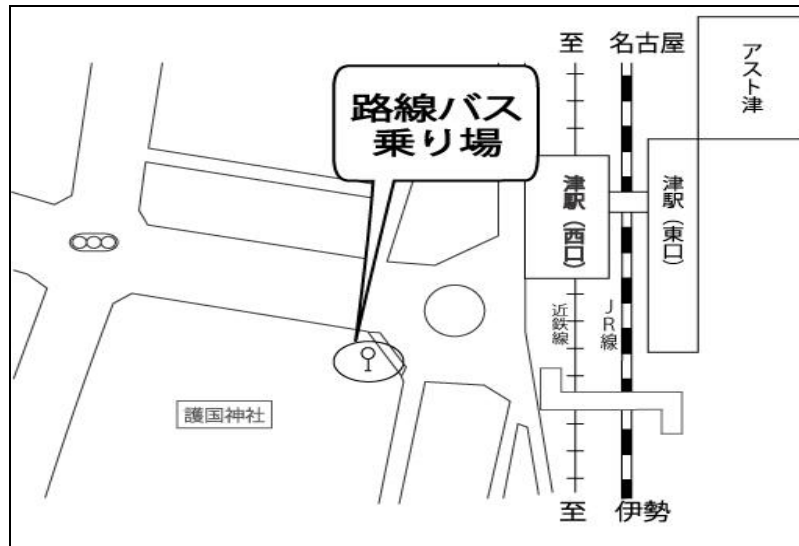 至 名古屋
アスト津
路線バス
乗り場
津駅(西口)
津駅(東口)
近鉄線
JR線
護国神社
至 伊勢